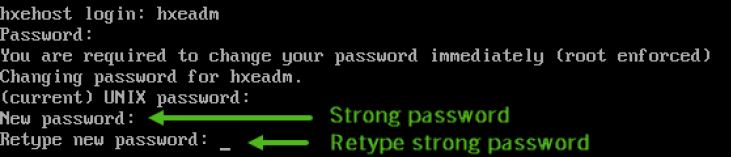 hxehost login: hxeadm
Password:
You are required to change your password immediately (root enforced)
Changing password for hxeadm.
(current) UNIX password:
New password: Strong password
Retype new password: _ Retype strong password